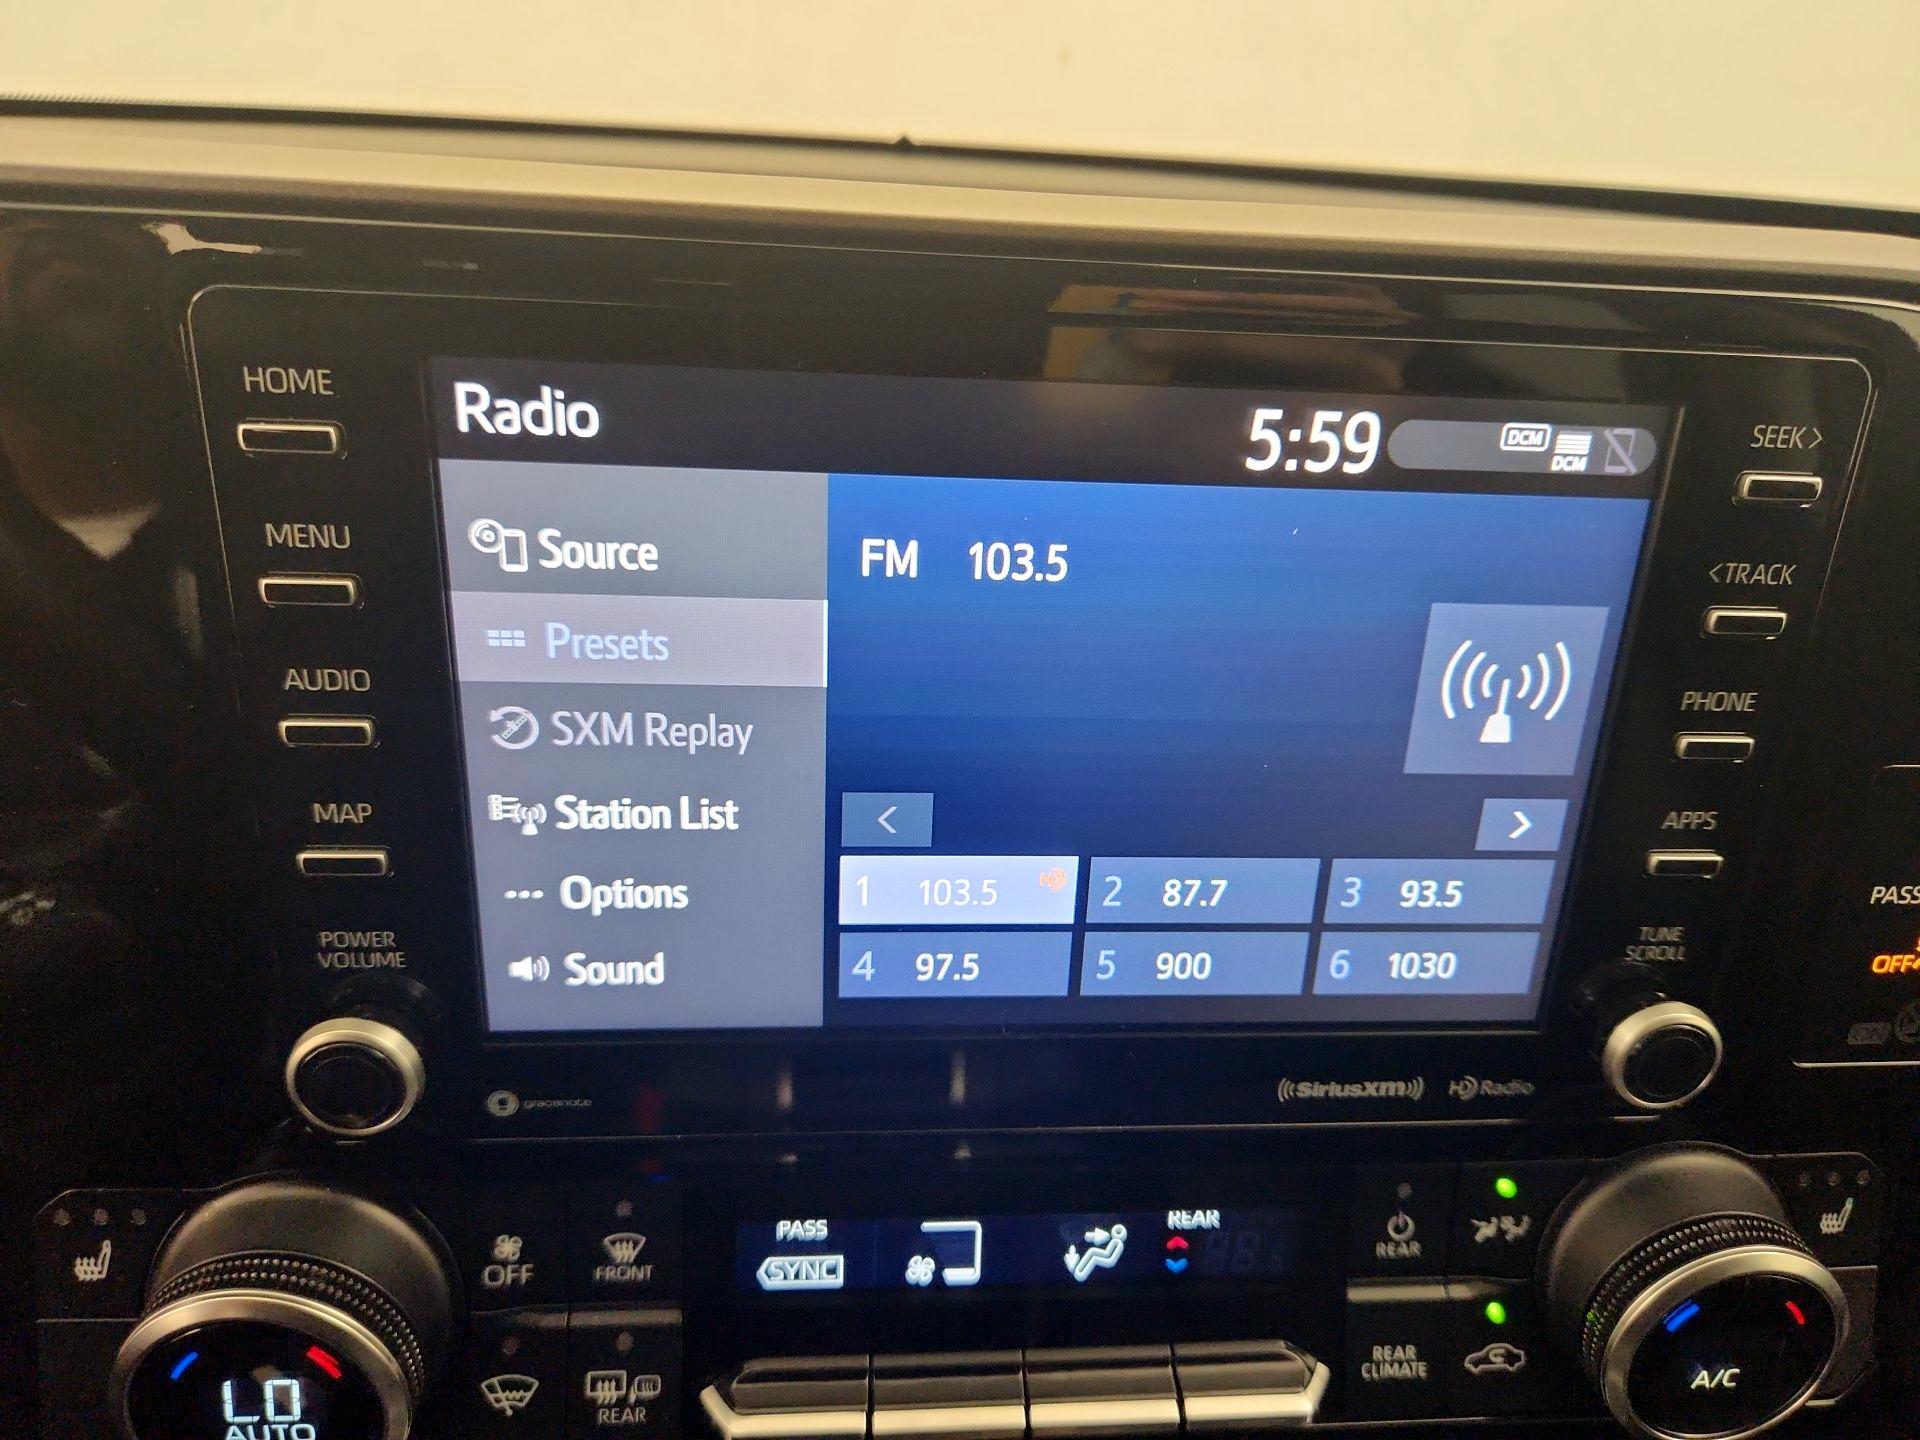 HOME
Radio
5:59
DCM
DCM
SEEK>
MENU
Source
FM 103.5
<TRACK
Presets
AUDIO
SXM Replay
PHONE
MAP
Station List
< >
APPS
Options
1 103.5 HD
2 87.7
3 93.5
PASS
POWER
VOLUME
Sound
4 97.5
5 900
6 1030
TUNE
SCROLL
OFF
gracenote
((SiriusXM))
HD Radio
OFF
FRONT
PASS
SYNC
REAR
REAR
LO
AUTO
REAR
REAR
CLIMATE
A/C